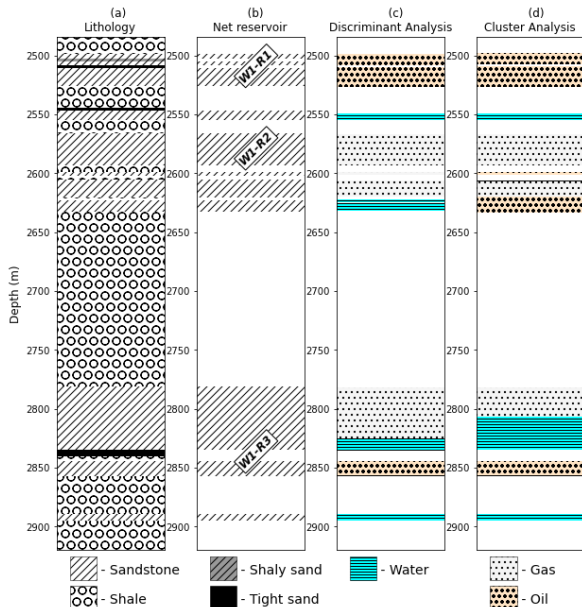 (a)
Lithology
(b)
Net reservoir
(c)
Discriminant Analysis
(d)
Cluster Analysis
Depth (m)
2500
2550
2600
2650
2700
2750
2800
2850
2900
2500
2550
2600
2650
2700
2750
2800
2850
2900
W1-R1
W1-R2
W1-R3
2500
2550
2600
2650
2700
2750
2800
2850
2900
2500
2550
2600
2650
2700
2750
2800
2850
2900
- Sandstone
- Shaly sand
- Water
- Gas
- Shale
- Tight sand
- Oil